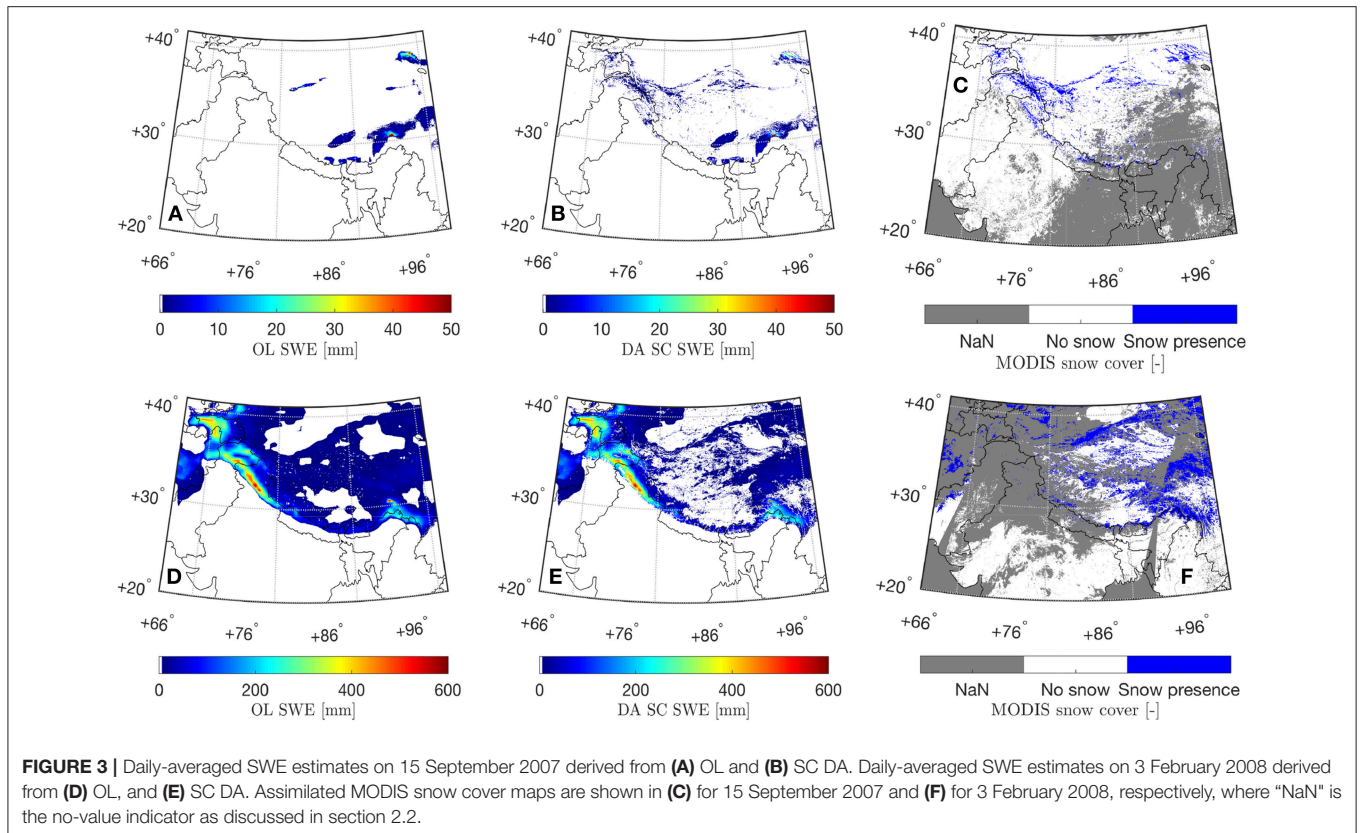 +40°
+30°
+20°
A
+66°
+76°
+86°
+96°
0 10 20 30 40 50
OL SWE [mm]
+40°
+30°
+20°
B
+66°
+76°
+86°
+96°
0 10 20 30 40 50
DA SC SWE [mm]
+40°
+30°
+20°
C
+66°
+76°
+86°
+96°
NaN No snow Snow presence
MODIS snow cover [-]
+40°
+30°
+20°
D
+66°
+76°
+86°
+96°
0 200 400 600
OL SWE [mm]
+40°
+30°
+20°
E
+66°
+76°
+86°
+96°
0 200 400 600
DA SC SWE [mm]
+40°
+30°
+20°
F
+66°
+76°
+86°
+96°
NaN No snow Snow presence
MODIS snow cover [-]
FIGURE 3 | Daily-averaged SWE estimates on 15 September 2007 derived from (A) OL and (B) SC DA. Daily-averaged SWE estimates on 3 February 2008 derived
from (D) OL, and (E) SC DA. Assimilated MODIS snow cover maps are shown in (C) for 15 September 2007 and (F) for 3 February 2008, respectively, where “NaN" is
the no-value indicator as discussed in section 2.2.